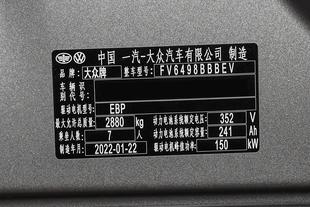 中国 一汽-大众汽车有限公司 制造
品牌: 大众牌 整车型号: FV6498BBBEV
车辆识别代号:
驱动电机型号: EBP 动力电池系统额定电压: 352 V
最大允许总质量: 2880 kg 动力电池系统额定容量: 241 Ah
乘坐人数: 7 人 驱动电机峰值功率: 150 kW
制造年月: 2022-01-22